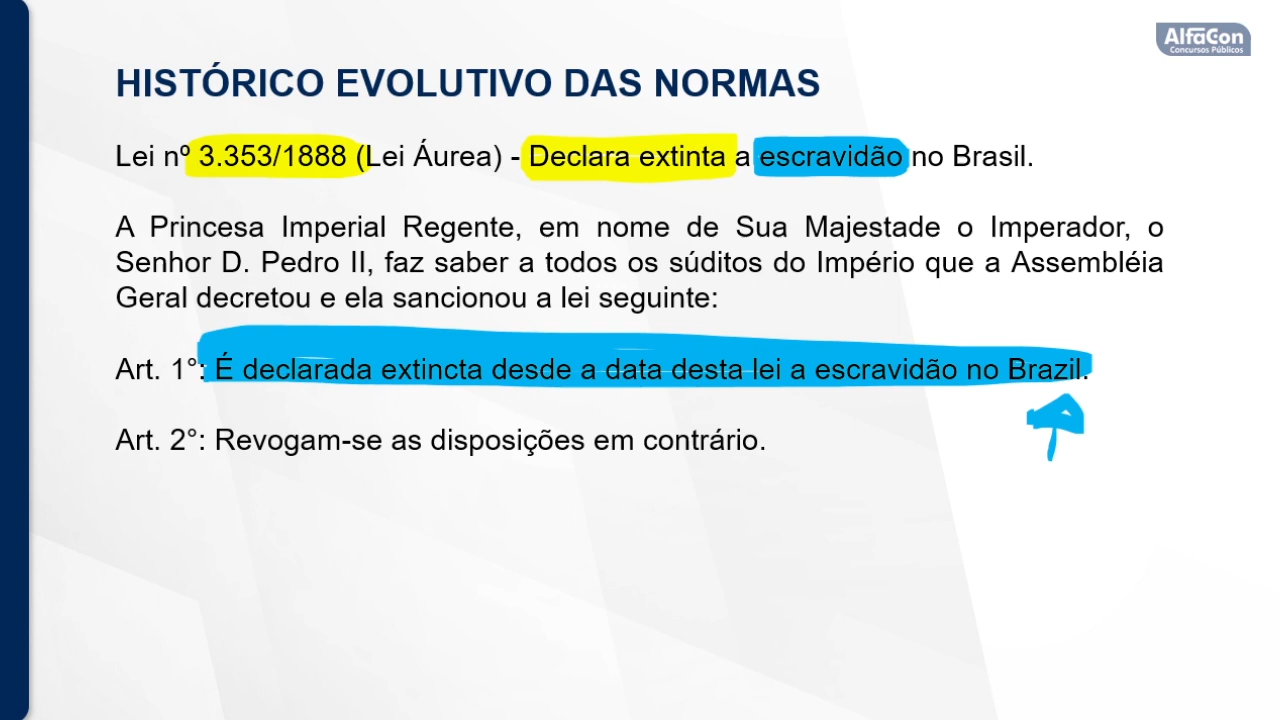 AlfaCon
Concursos Públicos
HISTÓRICO EVOLUTIVO DAS NORMAS
Lei nº 3.353/1888 (Lei Áurea) - Declara extinta a escravidão no Brasil.
A Princesa Imperial Regente, em nome de Sua Majestade o Imperador, o
Senhor D. Pedro II, faz saber a todos os súditos do Império que a Assembléia
Geral decretou e ela sancionou a lei seguinte:
Art. 1°: É declarada extincta desde a data desta lei a escravidão no Brazil.
Art. 2°: Revogam-se as disposições em contrário.